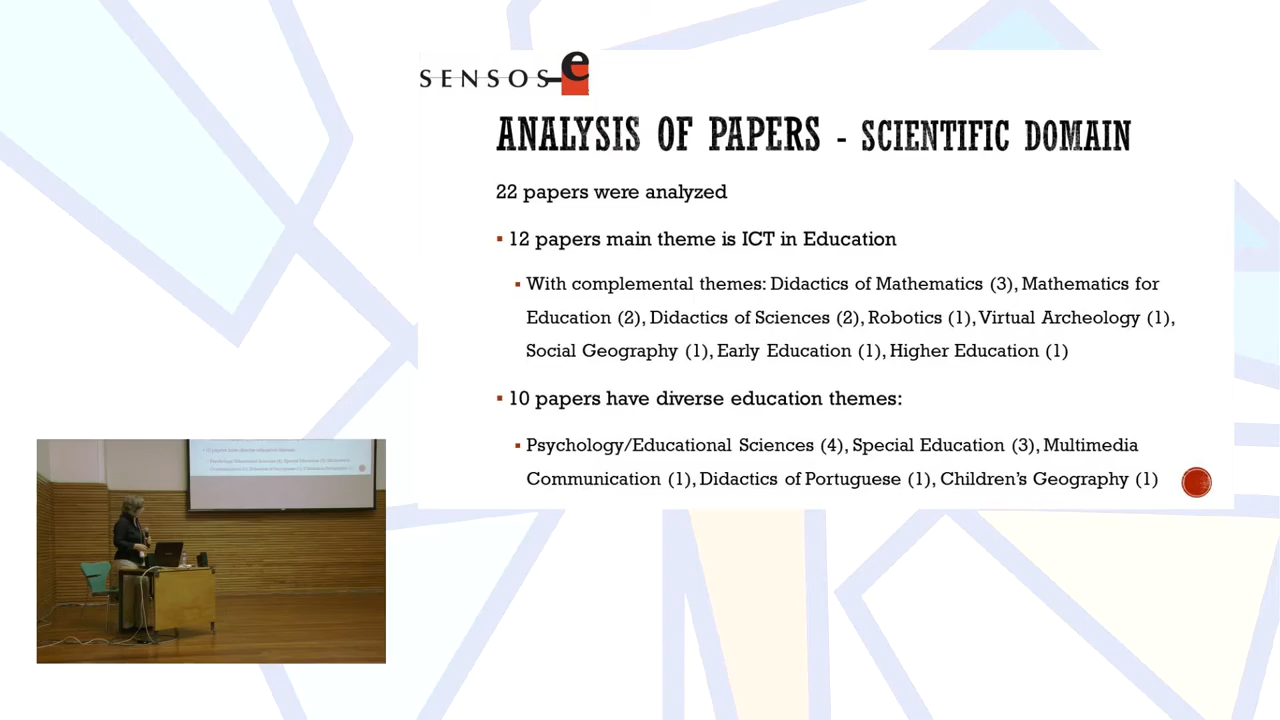 SENSOS-e
ANALYSIS OF PAPERS - SCIENTIFIC DOMAIN
22 papers were analyzed
▪ 12 papers main theme is ICT in Education
▪ With complemental themes: Didactics of Mathematics (3), Mathematics for
Education (2), Didactics of Sciences (2), Robotics (1), Virtual Archeology (1),
Social Geography (1), Early Education (1), Higher Education (1)
▪ 10 papers have diverse education themes:
▪ Psychology/Educational Sciences (4), Special Education (3), Multimedia
Communication (1), Didactics of Portuguese (1), Children's Geography (1)